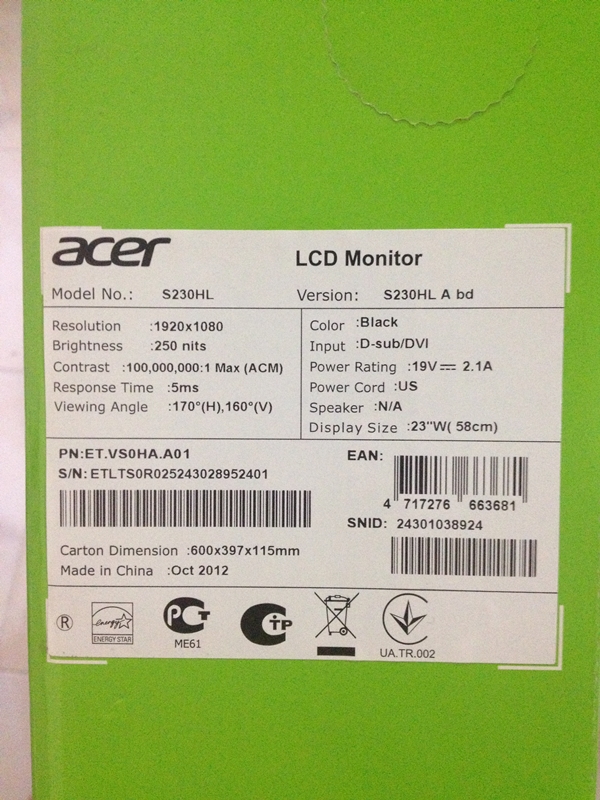 acer
LCD Monitor
Model No.: S230HL
Version: S230HL A bd
Resolution :1920x1080
Brightness :250 nits
Contrast :100,000,000:1 Max (ACM)
Response Time :5ms
Viewing Angle :170°(H),160°(V)
Color :Black
Input :D-sub/DVI
Power Rating :19V⎓ 2.1A
Power Cord :US
Speaker :N/A
Display Size :23"W( 58cm)
PN:ET.VS0HA.A01
S/N:ETLTS0R025243028952401
EAN:
4 717276 663681
SNID: 24301038924
Carton Dimension :600x397x115mm
Made in China :Oct 2012
®
energy
ENERGY STAR
РСТ
ME61
СТР
UA.TR.002